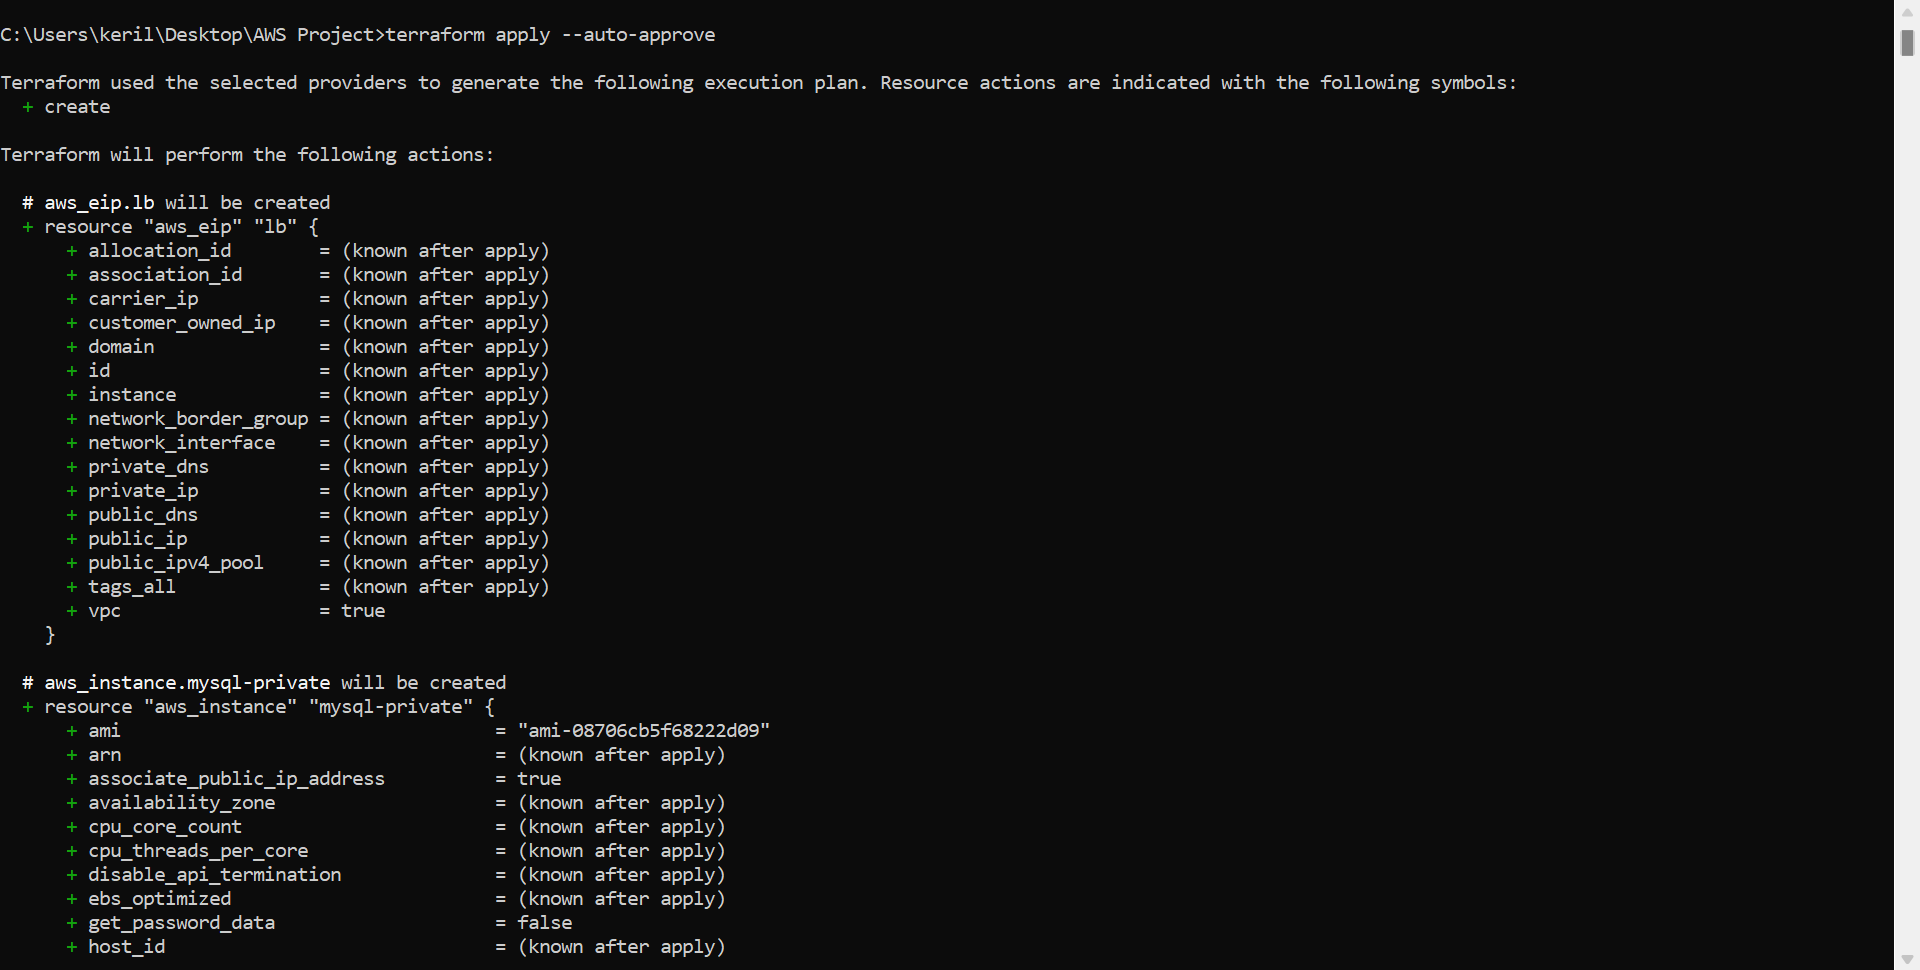 C:\Users\keril\Desktop\AWS Project>terraform apply --auto-approve
Terraform used the selected providers to generate the following execution plan. Resource actions are indicated with the following symbols:
+ create
Terraform will perform the following actions:
# aws_eip.lb will be created
+ resource "aws_eip" "lb" {
+ allocation_id = (known after apply)
+ association_id = (known after apply)
+ carrier_ip = (known after apply)
+ customer_owned_ip = (known after apply)
+ domain = (known after apply)
+ id = (known after apply)
+ instance = (known after apply)
+ network_border_group = (known after apply)
+ network_interface = (known after apply)
+ private_dns = (known after apply)
+ private_ip = (known after apply)
+ public_dns = (known after apply)
+ public_ip = (known after apply)
+ public_ipv4_pool = (known after apply)
+ tags_all = (known after apply)
+ vpc = true
}
# aws_instance.mysql-private will be created
+ resource "aws_instance" "mysql-private" {
+ ami = "ami-08706cb5f68222d09"
+ arn = (known after apply)
+ associate_public_ip_address = true
+ availability_zone = (known after apply)
+ cpu_core_count = (known after apply)
+ cpu_threads_per_core = (known after apply)
+ disable_api_termination = (known after apply)
+ ebs_optimized = (known after apply)
+ get_password_data = false
+ host_id = (known after apply)